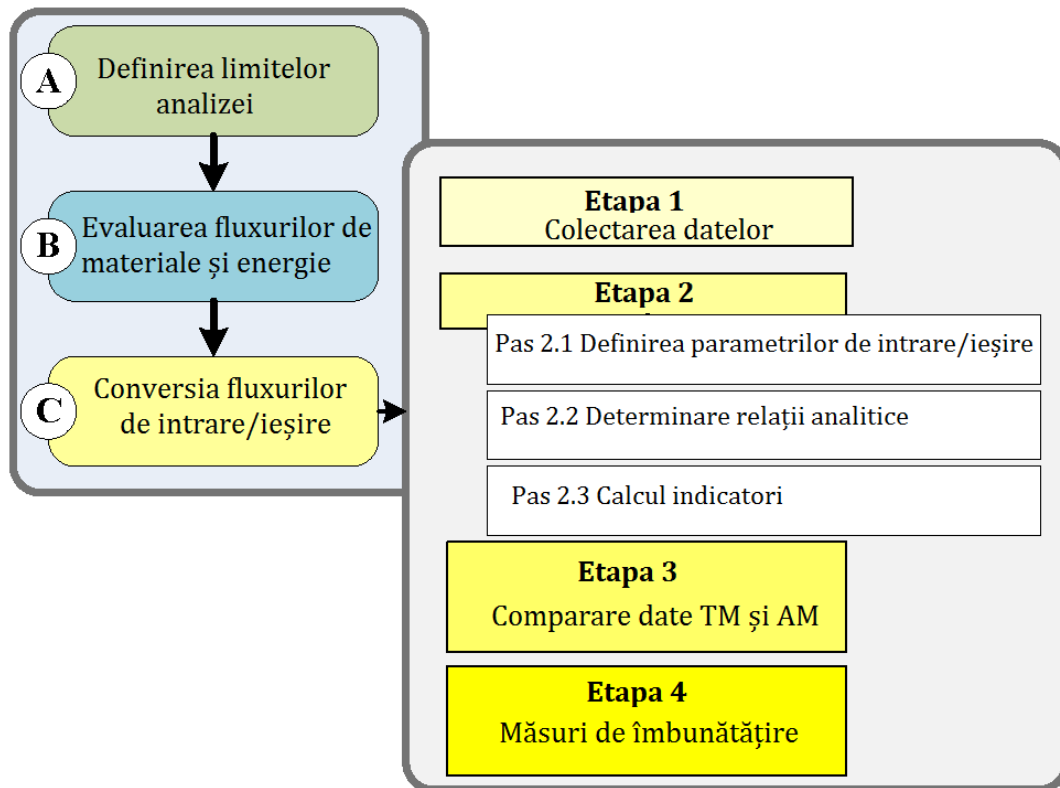 A
Definirea limitelor
analizei
B
Evaluarea fluxurilor de
materiale și energie
C
Conversia fluxurilor
de intrare/ieșire
Etapa 1
Colectarea datelor
Etapa 2
Pas 2.1 Definirea parametrilor de intrare/ieșire
Pas 2.2 Determinare relații analitice
Pas 2.3 Calcul indicatori
Etapa 3
Comparare date TM și AM
Etapa 4
Măsuri de îmbunătățire